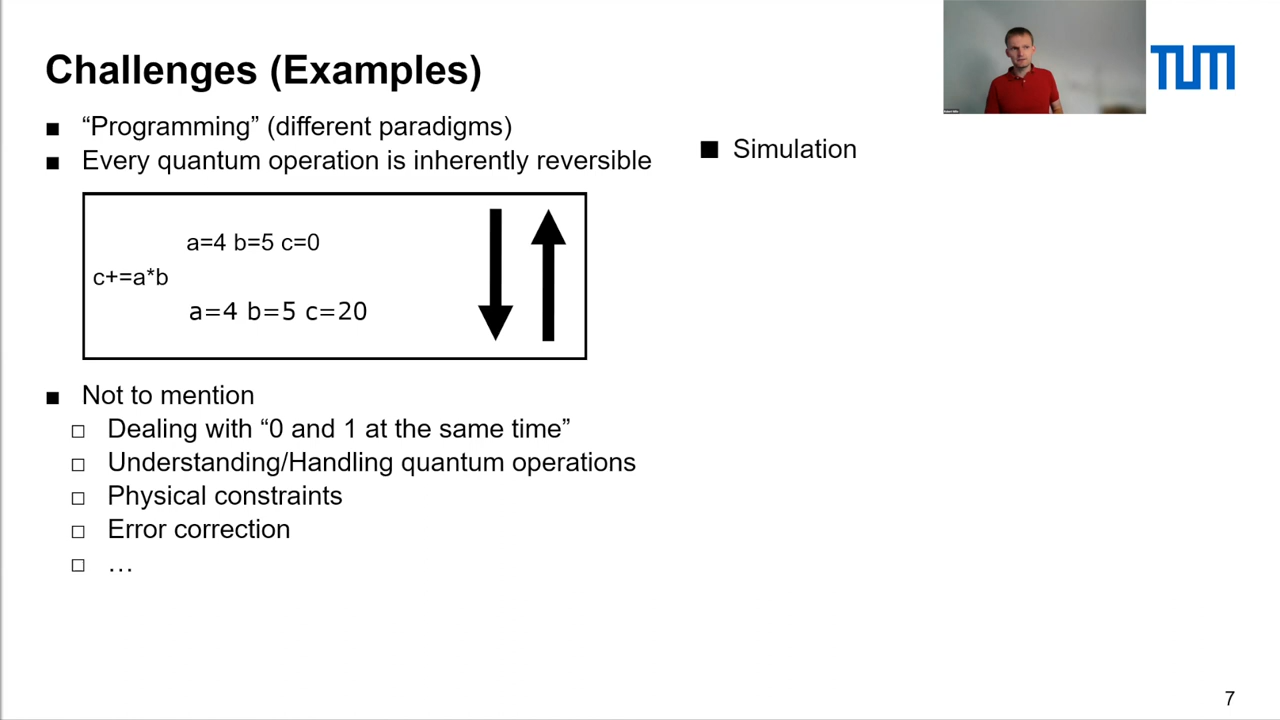 Challenges (Examples)
TUM
“Programming” (different paradigms)
Every quantum operation is inherently reversible
a=4 b=5 c=0
c+=a*b
a=4 b=5 c=20
Not to mention
Dealing with “0 and 1 at the same time”
Understanding/Handling quantum operations
Physical constraints
Error correction
…
Simulation
7